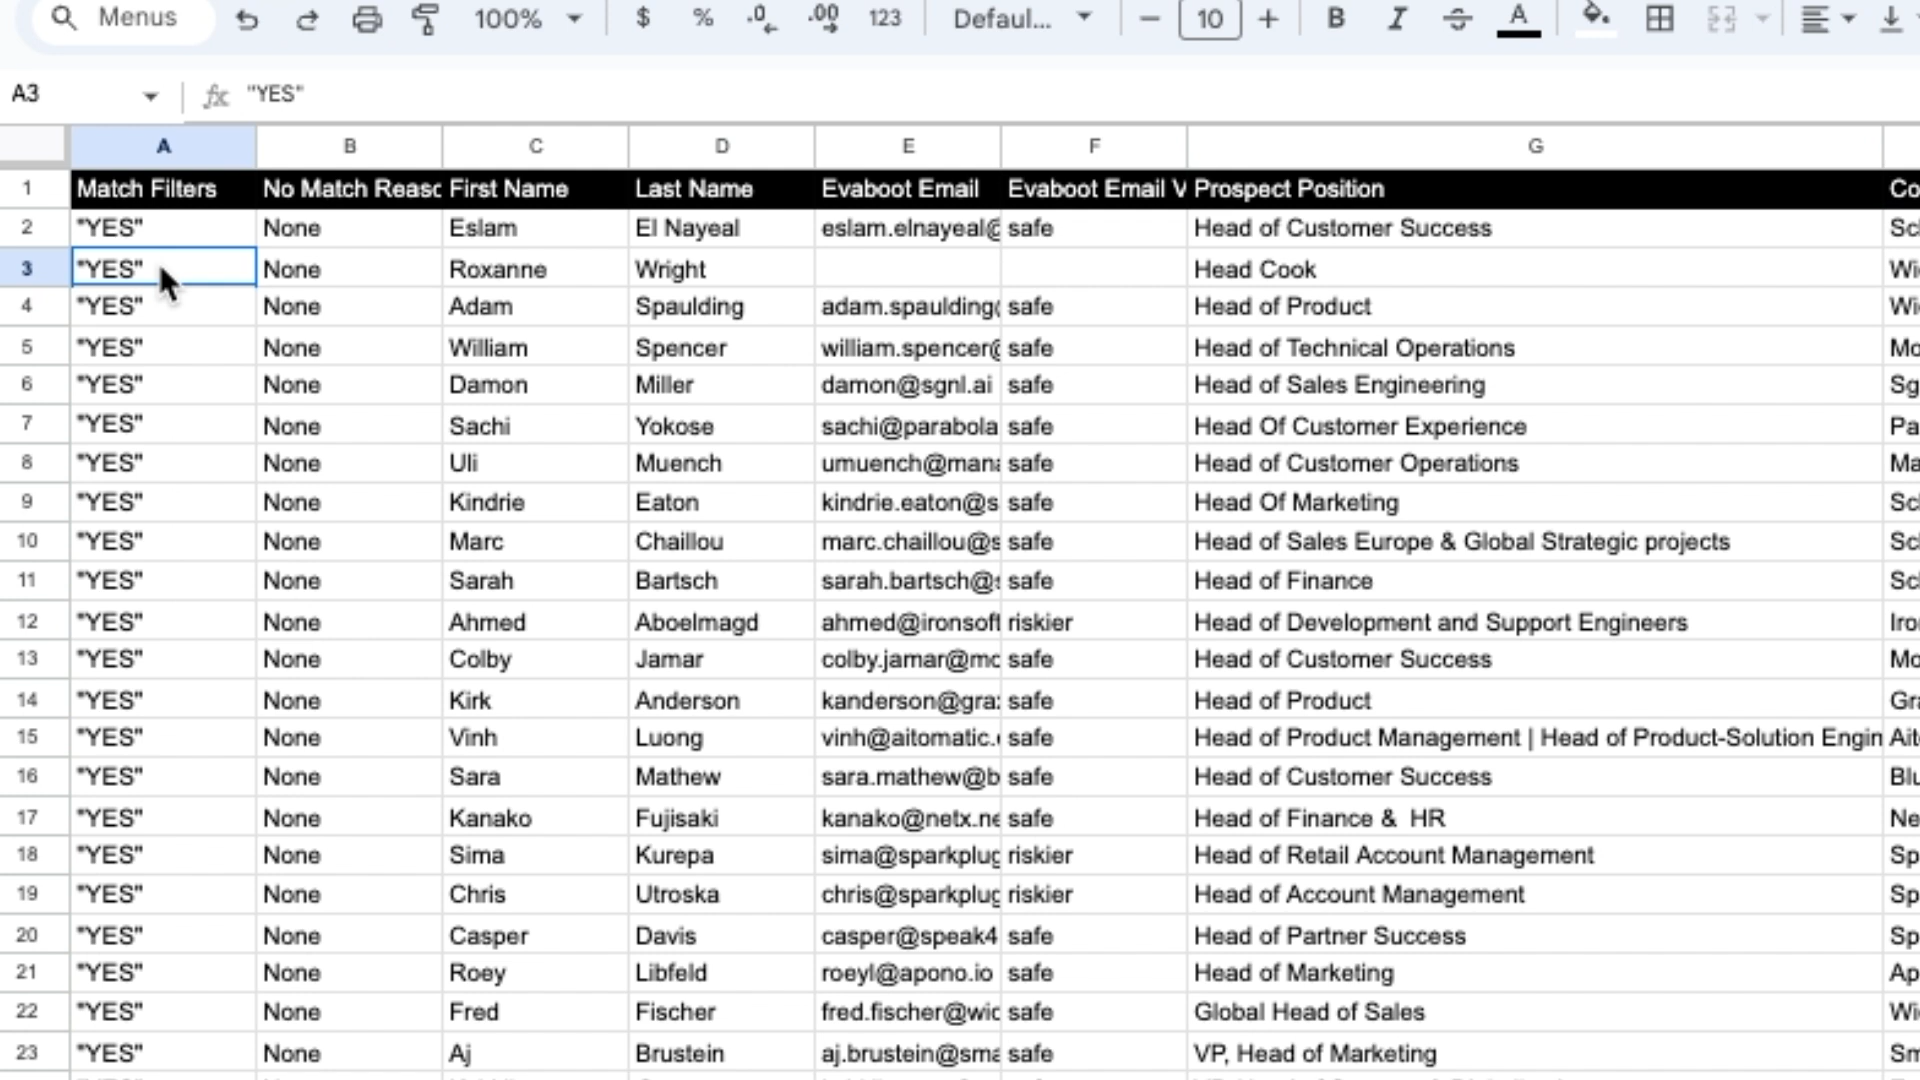 Menus 100% $ % .0 .00 123 Defaul... 10 B I S A
A3 fx "YES"
A B C D E F G
1 Match Filters No Match Reasc First Name Last Name Evaboot Email Evaboot Email V Prospect Position Co
2 "YES" None Eslam El Nayeal eslam.elnayeal@ safe Head of Customer Success Scl
3 "YES" None Roxanne Wright Head Cook Wi
4 "YES" None Adam Spaulding adam.spaulding( safe Head of Product Wi
5 "YES" None William Spencer william.spencer@ safe Head of Technical Operations Mo
6 "YES" None Damon Miller damon@sgnl.ai safe Head of Sales Engineering Sg
7 "YES" None Sachi Yokose sachi@parabola safe Head Of Customer Experience Pa
8 "YES" None Uli Muench umuench@mana safe Head of Customer Operations Ma
9 "YES" None Kindrie Eaton kindrie.eaton@s safe Head Of Marketing Scl
10 "YES" None Marc Chaillou marc.chaillou@s safe Head of Sales Europe & Global Strategic projects Scl
11 "YES" None Sarah Bartsch sarah.bartsch@s safe Head of Finance Scl
12 "YES" None Ahmed Aboelmagd ahmed@ironsoft riskier Head of Development and Support Engineers Iro
13 "YES" None Colby Jamar colby.jamar@mo safe Head of Customer Success Mo
14 "YES" None Kirk Anderson kanderson@gra safe Head of Product Gra
15 "YES" None Vinh Luong vinh@aitomatic. safe Head of Product Management | Head of Product-Solution Engin Ait
16 "YES" None Sara Mathew sara.mathew@b safe Head of Customer Success Blu
17 "YES" None Kanako Fujisaki kanako@netx.ne safe Head of Finance & HR Ne
18 "YES" None Sima Kurepa sima@sparkplug riskier Head of Retail Account Management Sp
19 "YES" None Chris Utroska chris@sparkplug riskier Head of Account Management Sp
20 "YES" None Casper Davis casper@speak4 safe Head of Partner Success Sp
21 "YES" None Roey Libfeld roeyl@apono.io safe Head of Marketing Ap
22 "YES" None Fred Fischer fred.fischer@wid safe Global Head of Sales Wi
23 "YES" None Aj Brustein aj.brustein@sma safe VP, Head of Marketing Sm